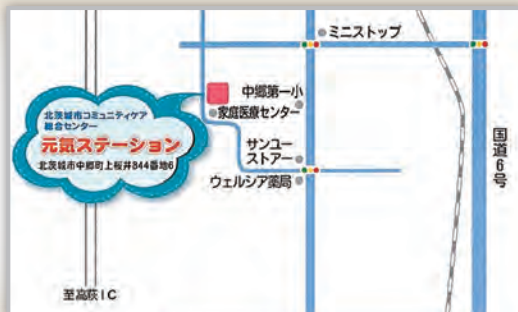 ミニストップ
中郷第一小
家庭医療センター
北茨城市コミュニティケア
総合センター
元気ステーション
北茨城市中郷町上桜井844番地6
サンユー
ストアー
ウェルシア薬局
国道6号
至高萩IC